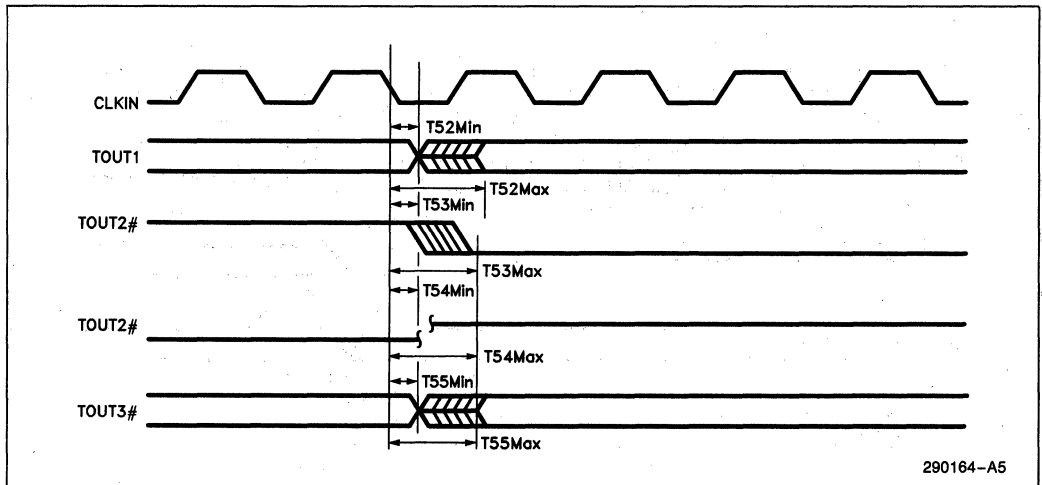 CLKIN
T52Min
TOUT1
T52Max
T53Min
TOUT2#
T53Max
T54Min
TOUT2#
T54Max
T55Min
TOUT3#
T55Max
290164-A5